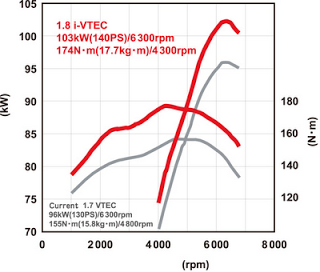 105
100
95
90
85
80
75
70
(kW)
1.8 i-VTEC
103kW(140PS)/6300rpm
174N·m(17.7kg·m)/4300rpm
180
160
140
120
(N·m)
Current 1.7 VTEC
96kW(130PS)/6300rpm
155N·m(15.8kg·m)/4800rpm
0 2000 4000 6000 8000
(rpm)